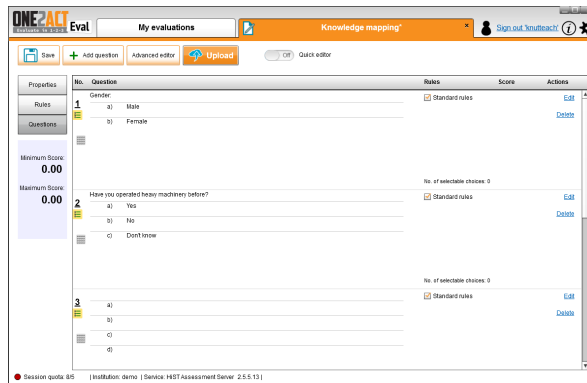 ONE2ACT Eval
Evaluate To 1-2-3
My evaluations
Knowledge mapping* ×
Sign out 'knutteach'
Save
Add question
Advanced editor
Upload
Off Quick editor
Properties
Rules
Questions
Minimum Score:
0.00
Maximum Score:
0.00
No. Question Rules Score Actions
1 Gender:
a) Male
b) Female
Standard rules
Edit
Delete
No. of selectable choices: 0
2 Have you operated heavy machinery before?
a) Yes
b) No
c) Don't know
Standard rules
Edit
Delete
No. of selectable choices: 0
3
a)
b)
c)
d)
Standard rules
Edit
Delete
Session quota: 8/5 | Institution: demo | Service: HiST Assessment Server 2.5.5.13 |